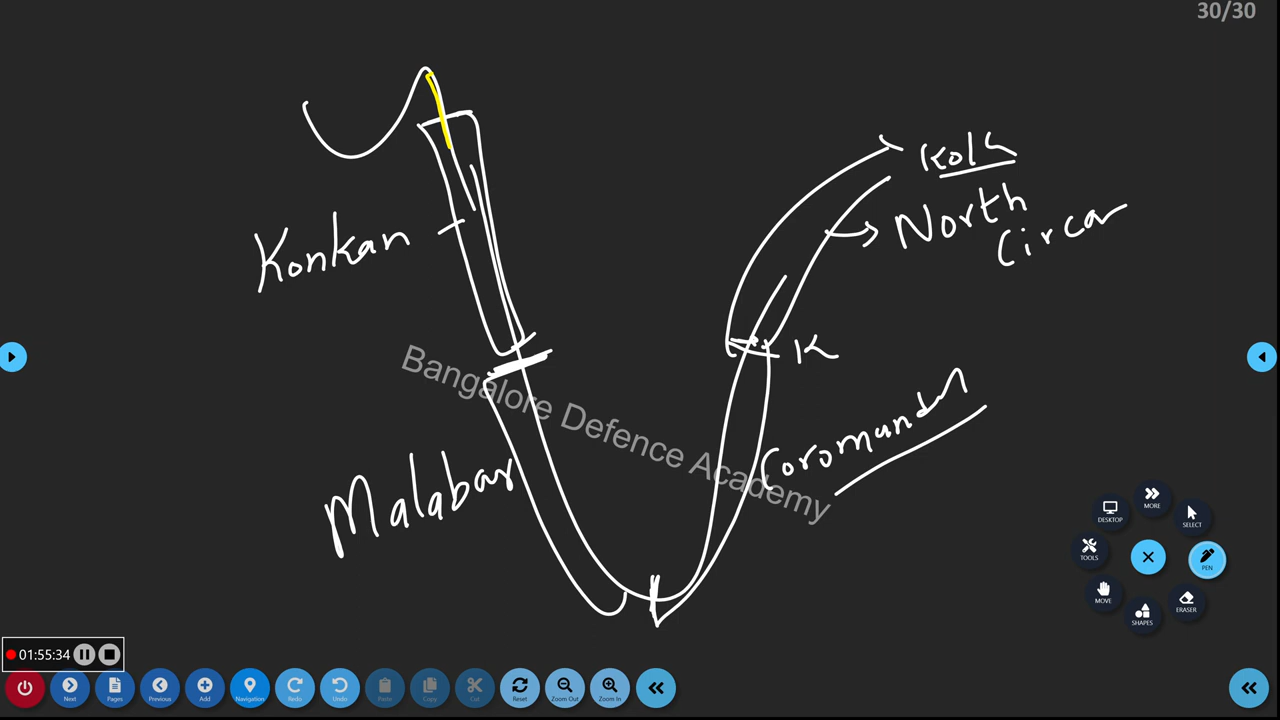 30/30
Kolk
North
Circar
Konkan
K
Bangalore Defence Academy
Coromandel
Malabar
MORE
DESKTOP
SELECT
TOOLS
PEN
MOVE
ERASER
SHAPES
01:55:34
Next
Pages
Previous
Add
Navigation
Redo
Undo
Paste
Copy
Cut
Reset
Zoom Out
Zoom In